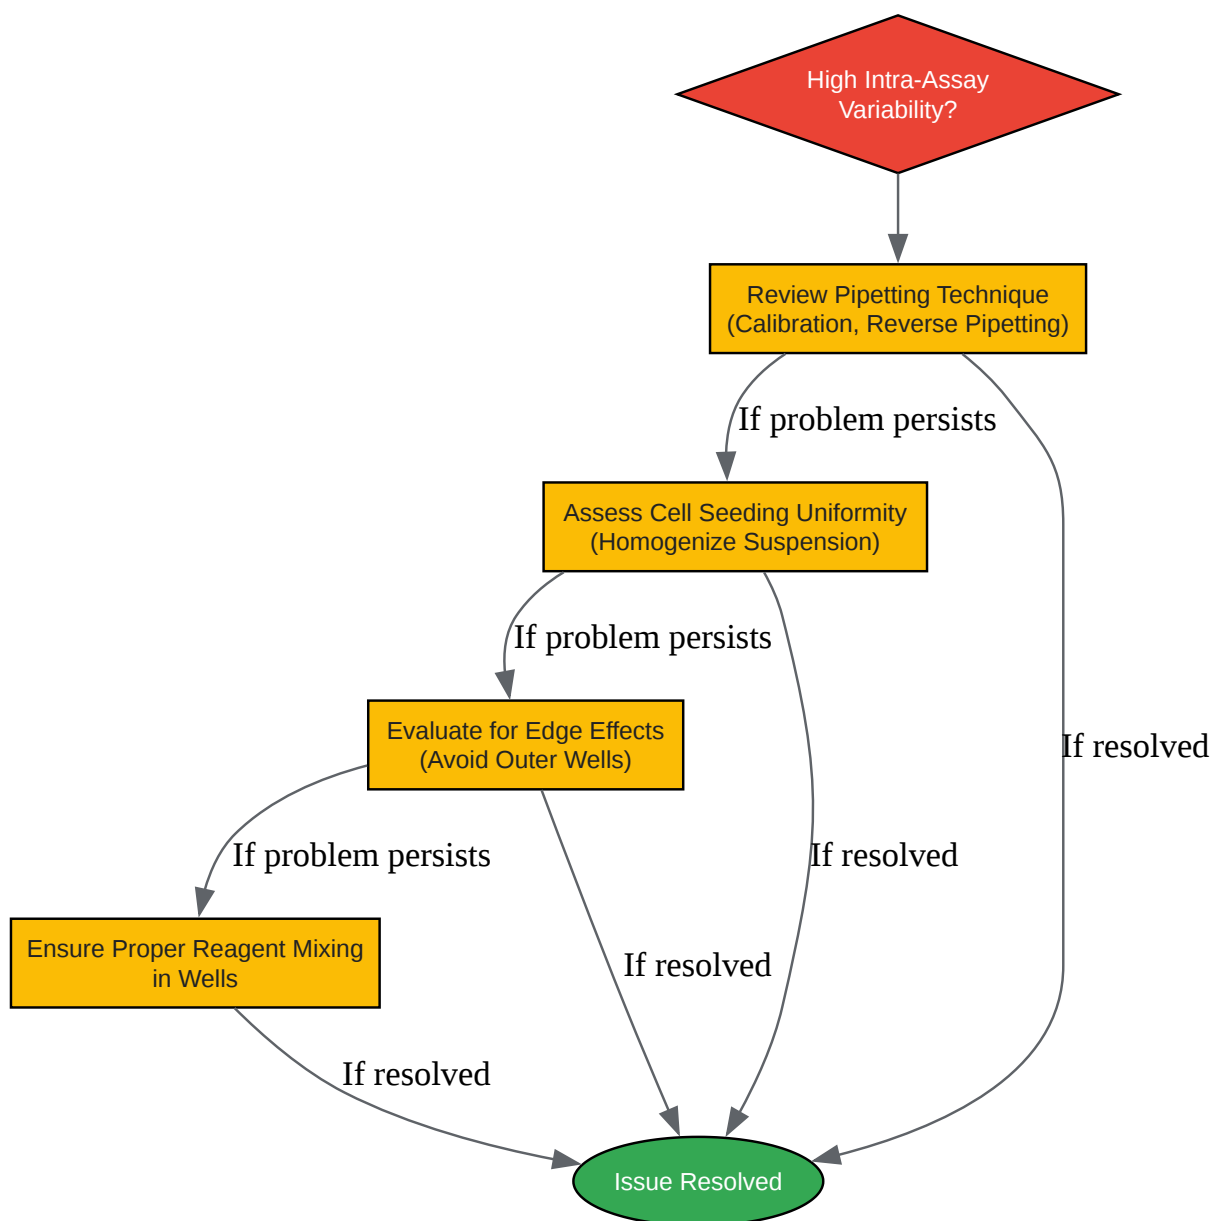 High Intra-Assay
Variability?
Review Pipetting Technique
(Calibration, Reverse Pipetting)
If problem persists
Assess Cell Seeding Uniformity
(Homogenize Suspension)
If problem persists
Evaluate for Edge Effects
(Avoid Outer Wells)
If resolved
If problem persists
If resolved
Ensure Proper Reagent Mixing
in Wells
If resolved
If resolved
Issue Resolved